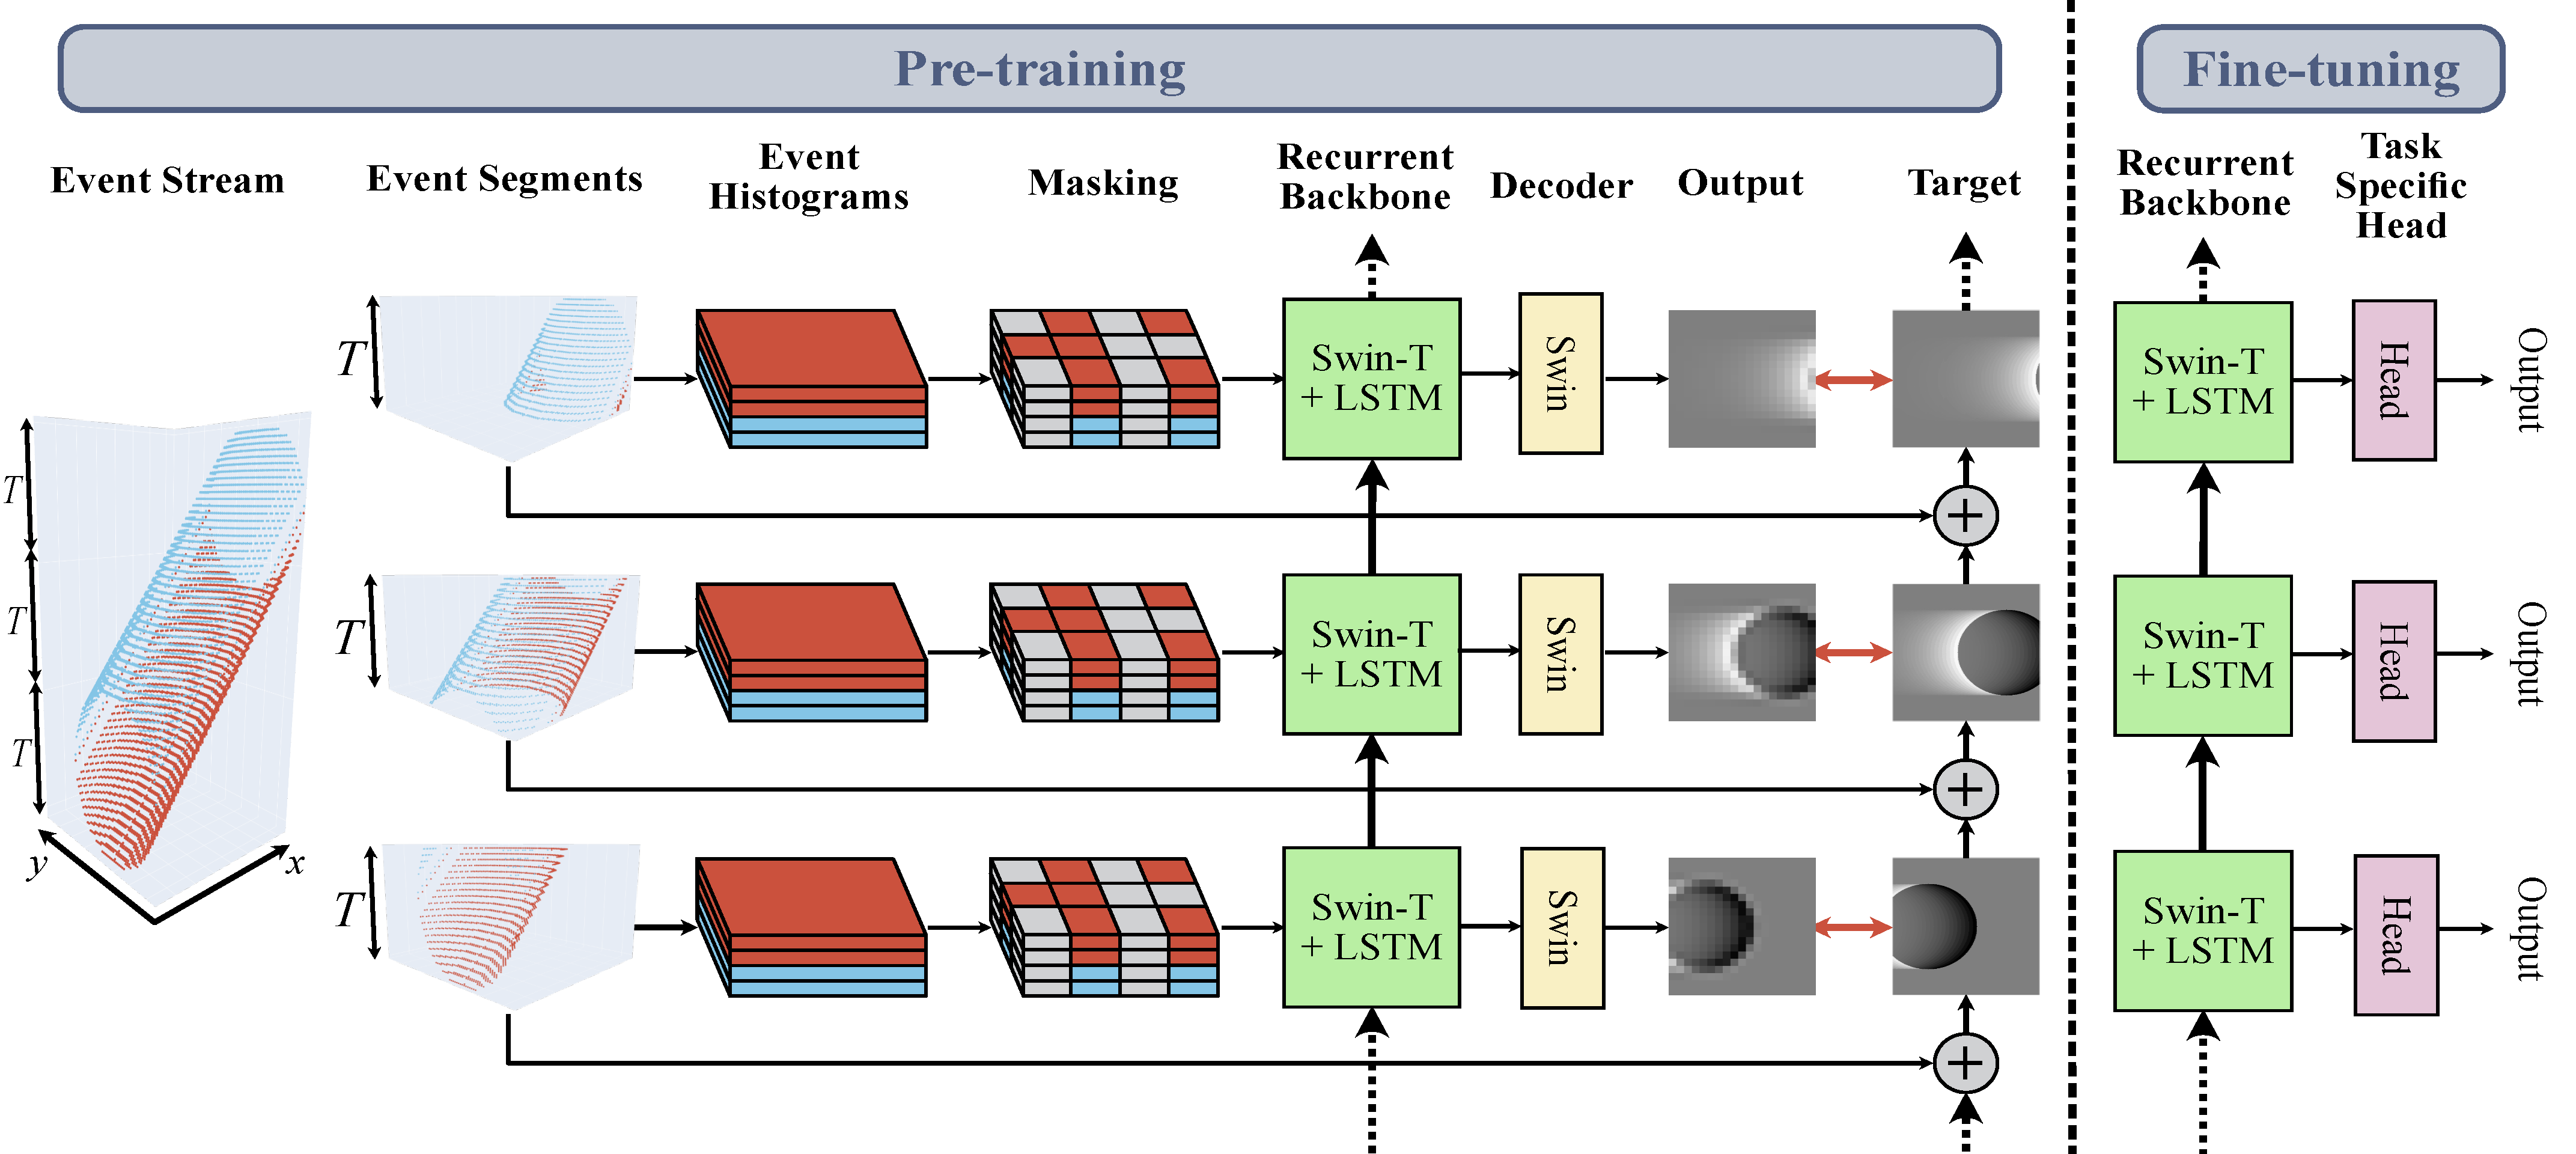 Pre-training
Fine-tuning
Event Stream
Event Segments
Event
Histograms
Masking
Recurrent
Backbone
Decoder
Output
Target
Recurrent
Backbone
Task
Specific
Head
T
Swin-T
+ LSTM
Swin
Swin-T
+ LSTM
Head
Output
T
T
T
y
x
T
Swin-T
+ LSTM
Swin
+
Swin-T
+ LSTM
Head
Output
T
Swin-T
+ LSTM
Swin
+
Swin-T
+ LSTM
Head
Output
+